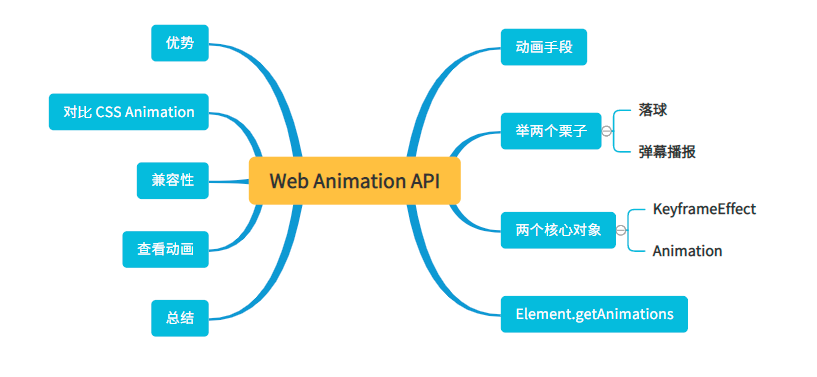 优势
对比 CSS Animation
兼容性
查看动画
总结
Web Animation API
动画手段
举两个栗子
落球
弹幕播报
两个核心对象
KeyframeEffect
Animation
Element.getAnimations